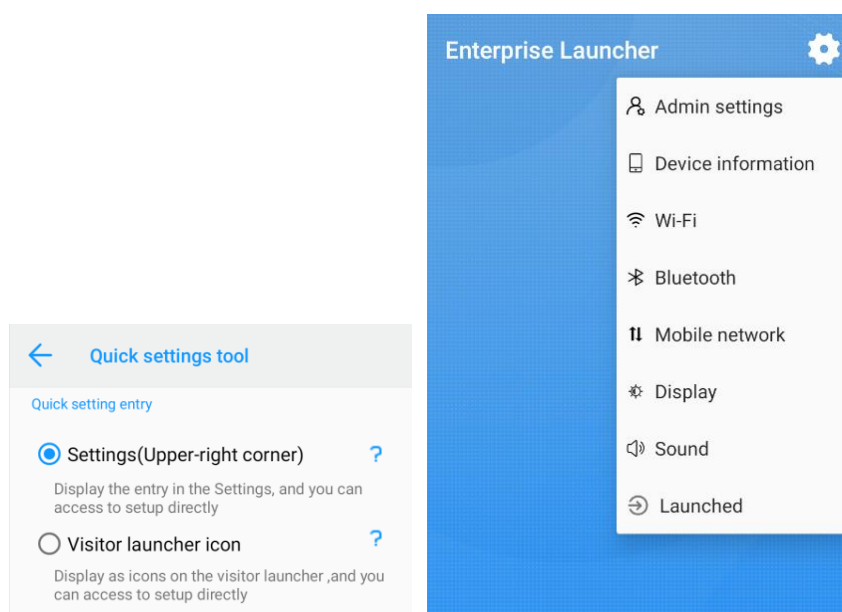 Quick settings tool
Quick setting entry
Settings(Upper-right corner)
?
Display the entry in the Settings, and you can
access to setup directly
Visitor launcher icon
?
Display as icons on the visitor launcher ,and you
can access to setup directly
Enterprise Launcher
Admin settings
Device information
Wi-Fi
Bluetooth
Mobile network
Display
Sound
Launched